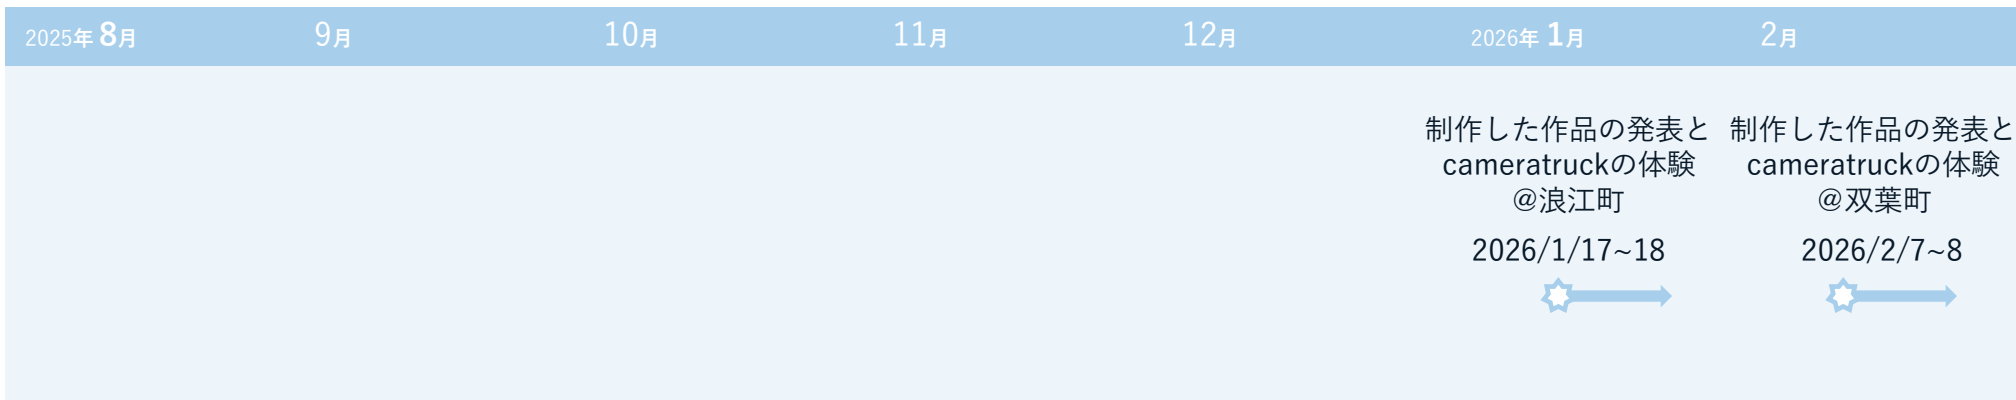 2025年 8月 9月 10月 11月 12月 2026年 1月 2月
制作した作品の発表と
cameratruckの体験
@浪江町
2026/1/17~18
制作した作品の発表と
cameratruckの体験
@双葉町
2026/2/7~8